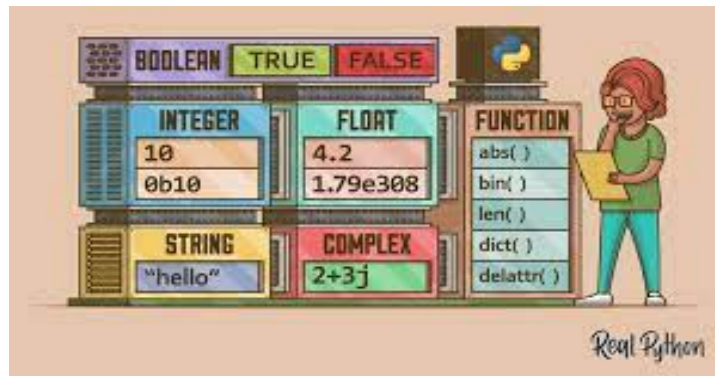 BOOLEAN TRUE FALSE
INTEGER
10
0b10
FLOAT
4.2
1.79e308
STRING
"hello"
COMPLEX
2+3j
FUNCTION
abs( )
bin( )
len( )
dict( )
delattr( )
Real Python